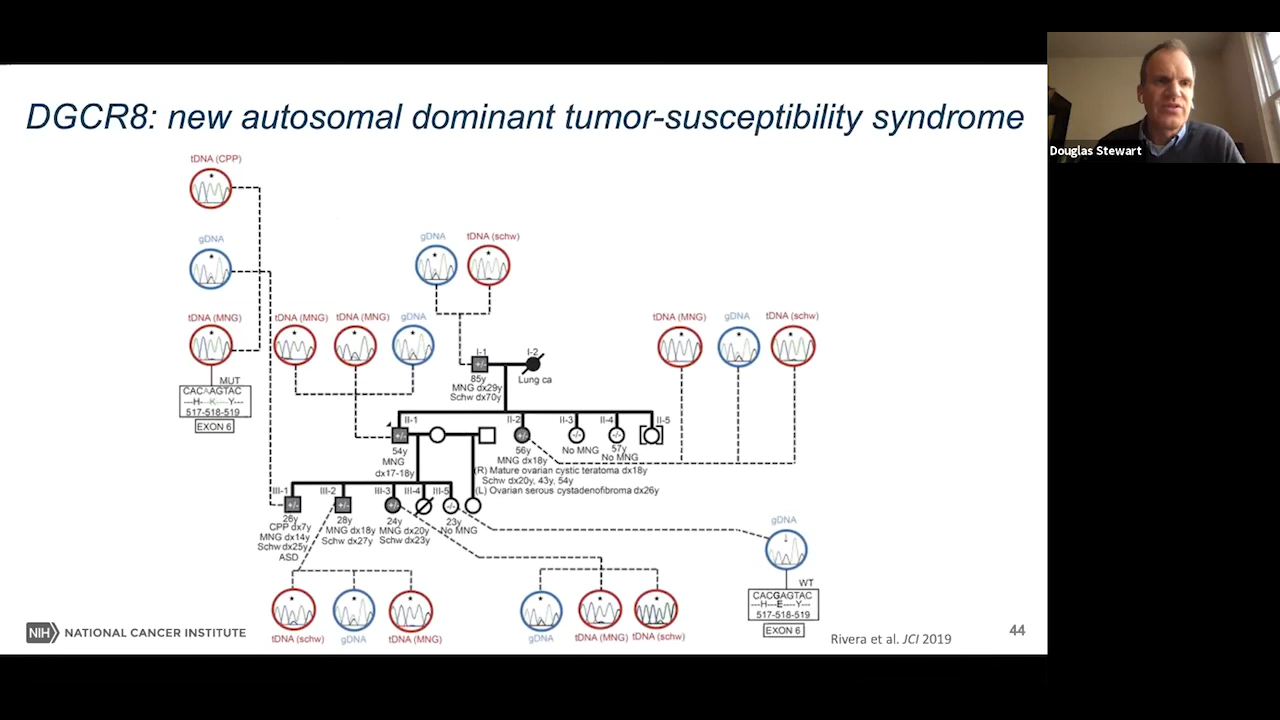 DGCR8: new autosomal dominant tumor-susceptibility syndrome
Douglas Stewart
tDNA (CPP)
gDNA
tDNA (MNG)
tDNA (MNG)
tDNA (MNG)
gDNA
gDNA
tDNA (schw)
tDNA (MNG)
gDNA
tDNA (schw)
MUT
CACAAGTAC
---H---K----Y---
517-518-519
EXON 6
I-1
I-2
+/-
85y
MNG dx29y
Schw dx70y
Lung ca
II-1
II-2
II-3
II-4
II-5
+/-
+/-
-/-
-/-
54y
MNG
dx17-18y
56y
MNG dx18y
(R) Mature ovarian cystic teratoma dx18y
Schw dx20y, 43y, 54y
(L) Ovarian serous cystadenofibroma dx26y
No MNG
57y
No MNG
III-1
III-2
III-3
III-4
III-5
+/-
+/-
+/-
-/-
26y
CPP dx7y
MNG dx14y
Schw dx25y
ASD
28y
MNG dx18y
Schw dx27y
24y
MNG dx20y
Schw dx23y
23y
No MNG
gDNA
WT
CACGAGTAC
---H---E----Y---
517-518-519
EXON 6
tDNA (schw)
gDNA
tDNA (MNG)
gDNA
tDNA (MNG)
tDNA (schw)
NIH NATIONAL CANCER INSTITUTE
Rivera et al. JCI 2019
44